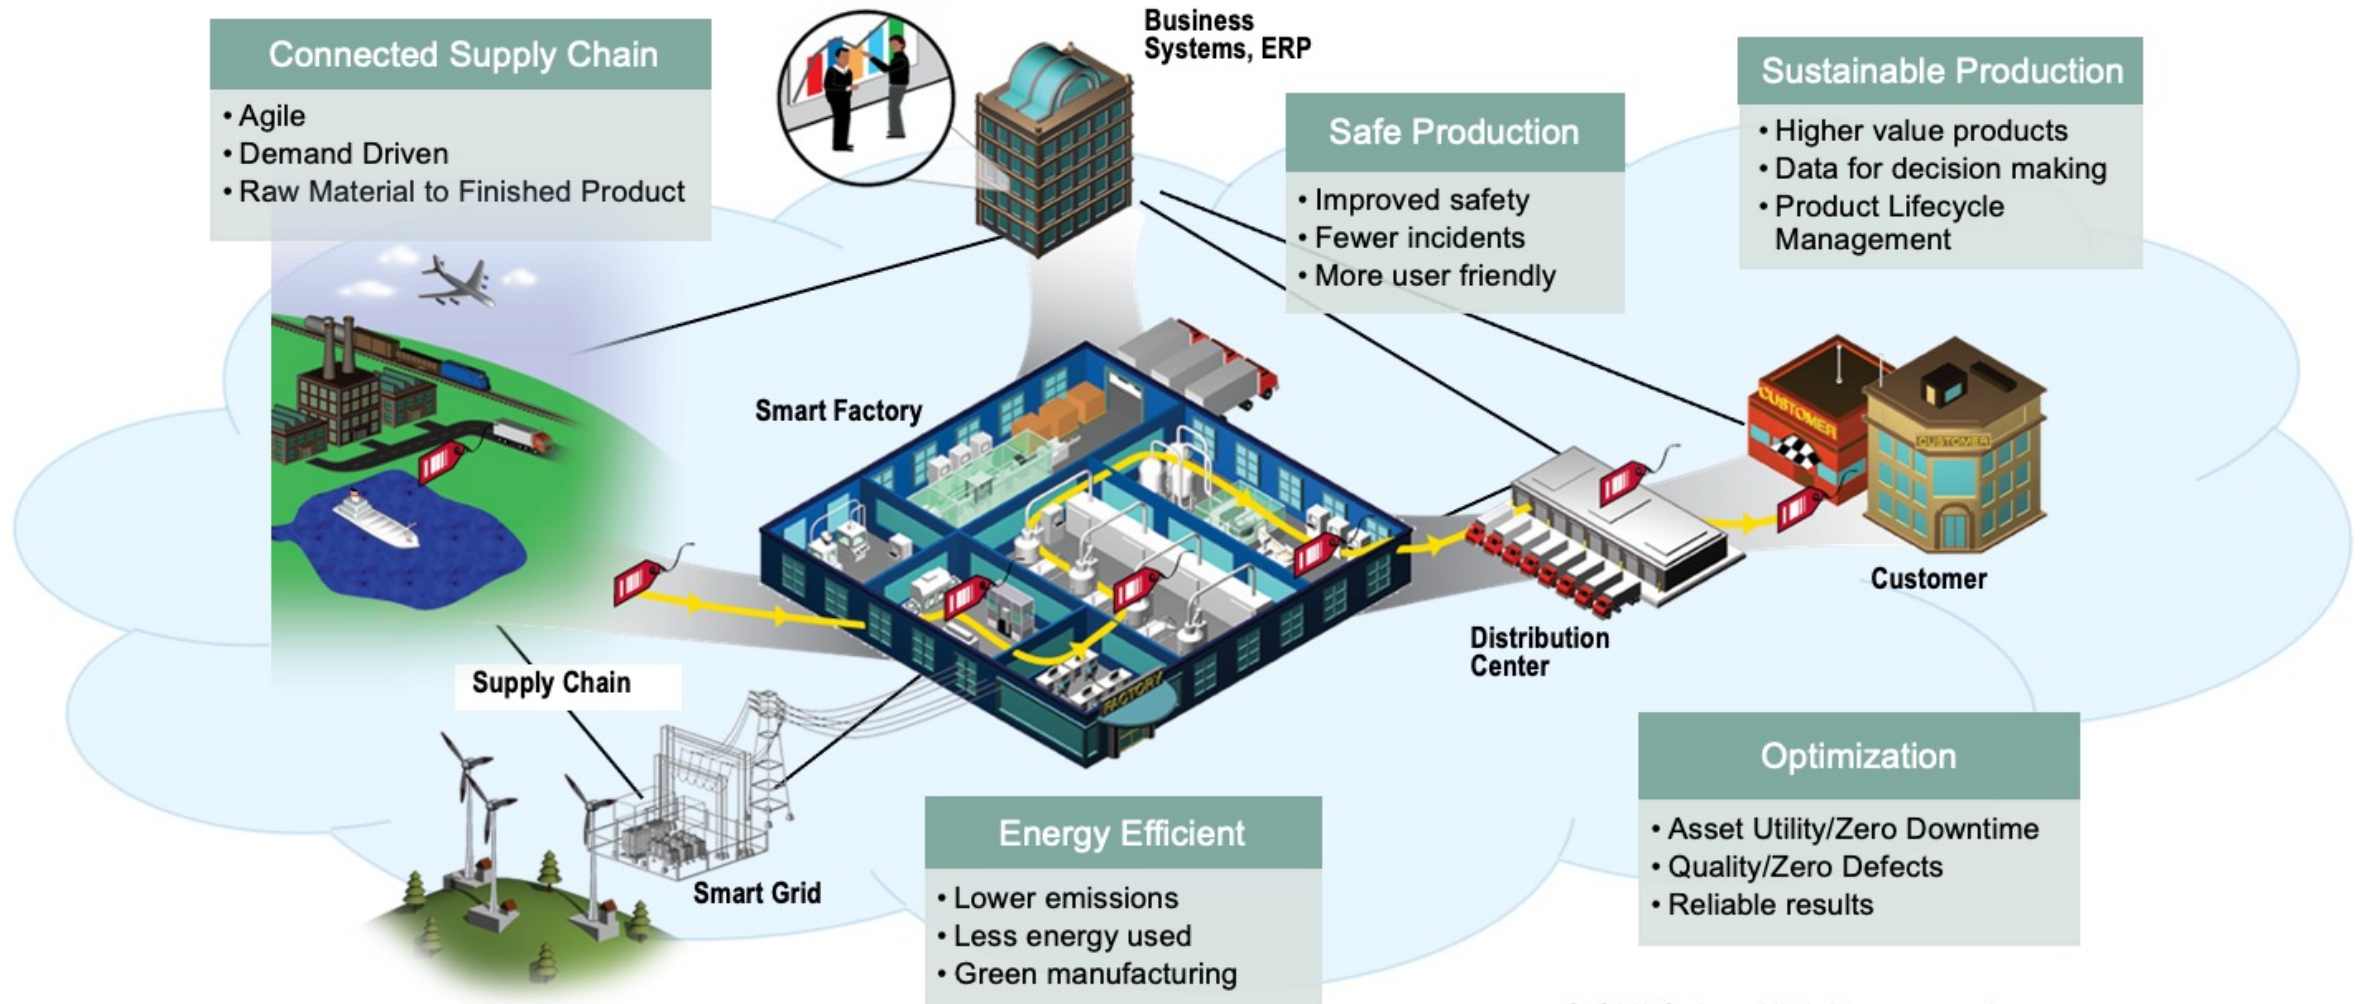 Connected Supply Chain
• Agile
• Demand Driven
• Raw Material to Finished Product
Business
Systems, ERP
Safe Production
• Improved safety
• Fewer incidents
• More user friendly
Sustainable Production
• Higher value products
• Data for decision making
• Product Lifecycle
Management
Smart Factory
CUSTOMER
CUSTOMER
Customer
Distribution
Center
FACTORY
Supply Chain
Smart Grid
Energy Efficient
• Lower emissions
• Less energy used
• Green manufacturing
Optimization
• Asset Utility/Zero Downtime
• Quality/Zero Defects
• Reliable results